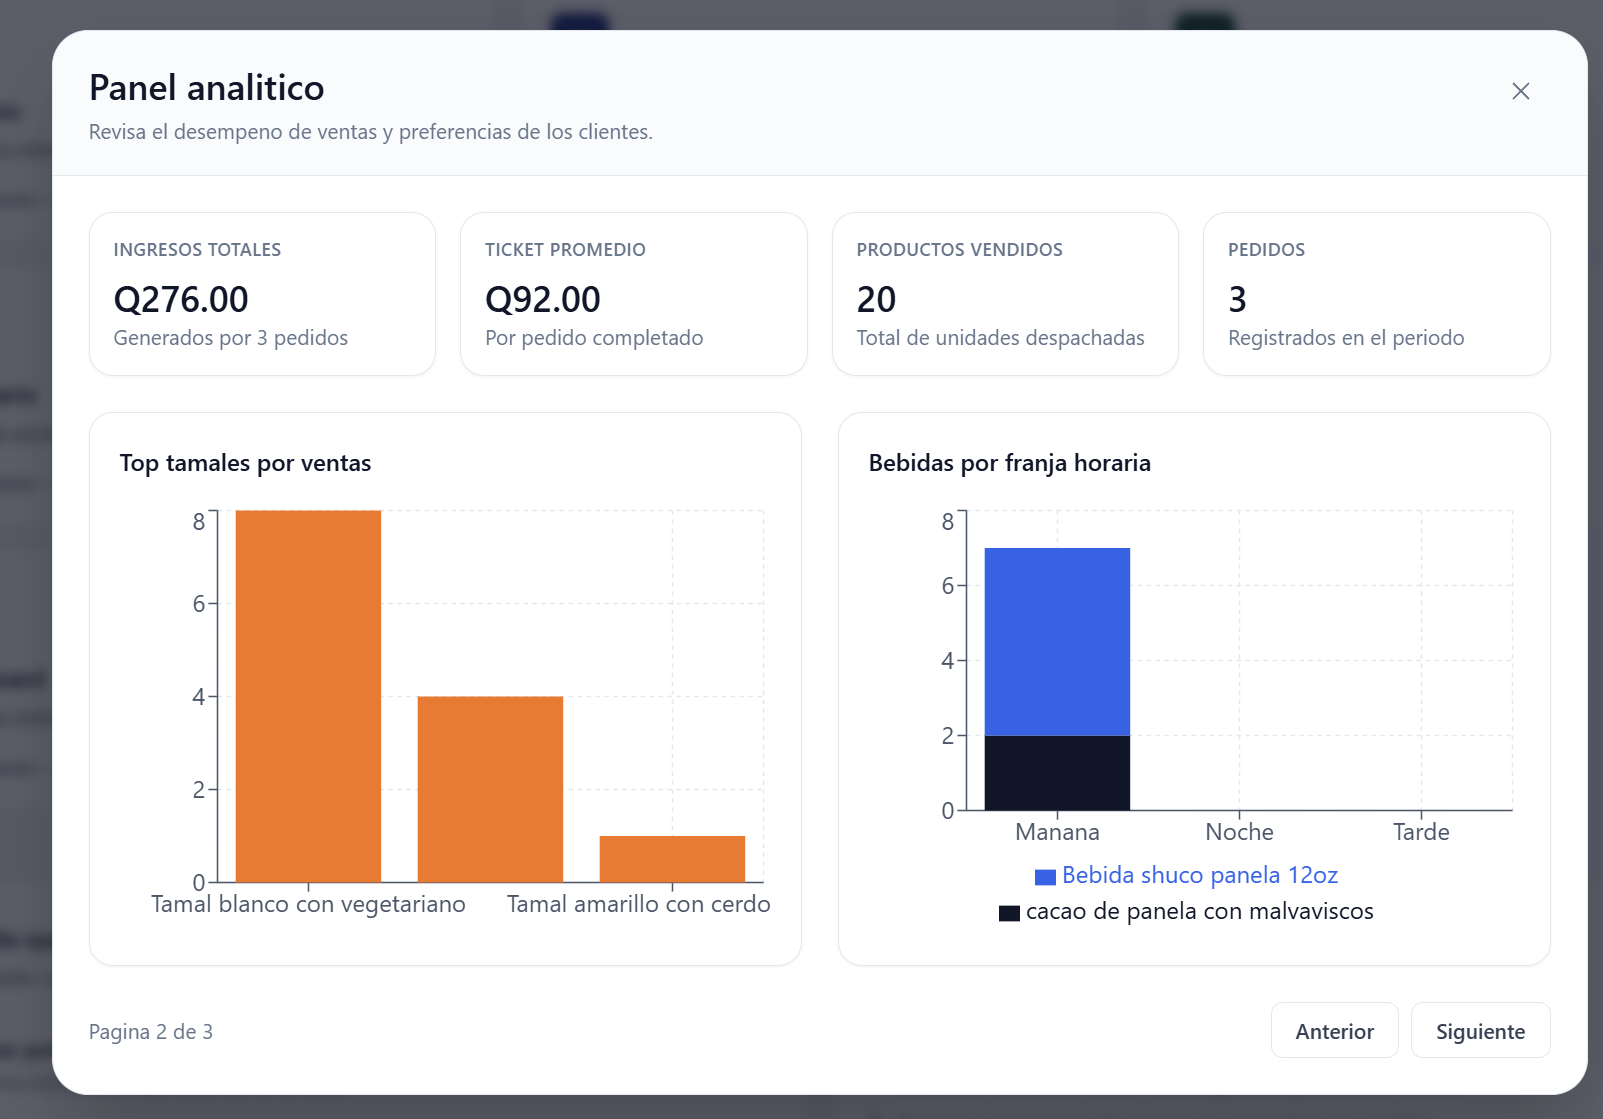 Panel analitico
Revisa el desempeno de ventas y preferencias de los clientes.
INGRESOS TOTALES
Q276.00
Generados por 3 pedidos
TICKET PROMEDIO
Q92.00
Por pedido completado
PRODUCTOS VENDIDOS
20
Total de unidades despachadas
PEDIDOS
3
Registrados en el periodo
Top tamales por ventas
8
6
4
2
0
Tamal blanco con vegetariano
Tamal amarillo con cerdo
Bebidas por franja horaria
8
6
4
2
0
Manana
Noche
Tarde
Bebida shuco panela 12oz
cacao de panela con malvaviscos
Pagina 2 de 3
Anterior
Siguiente